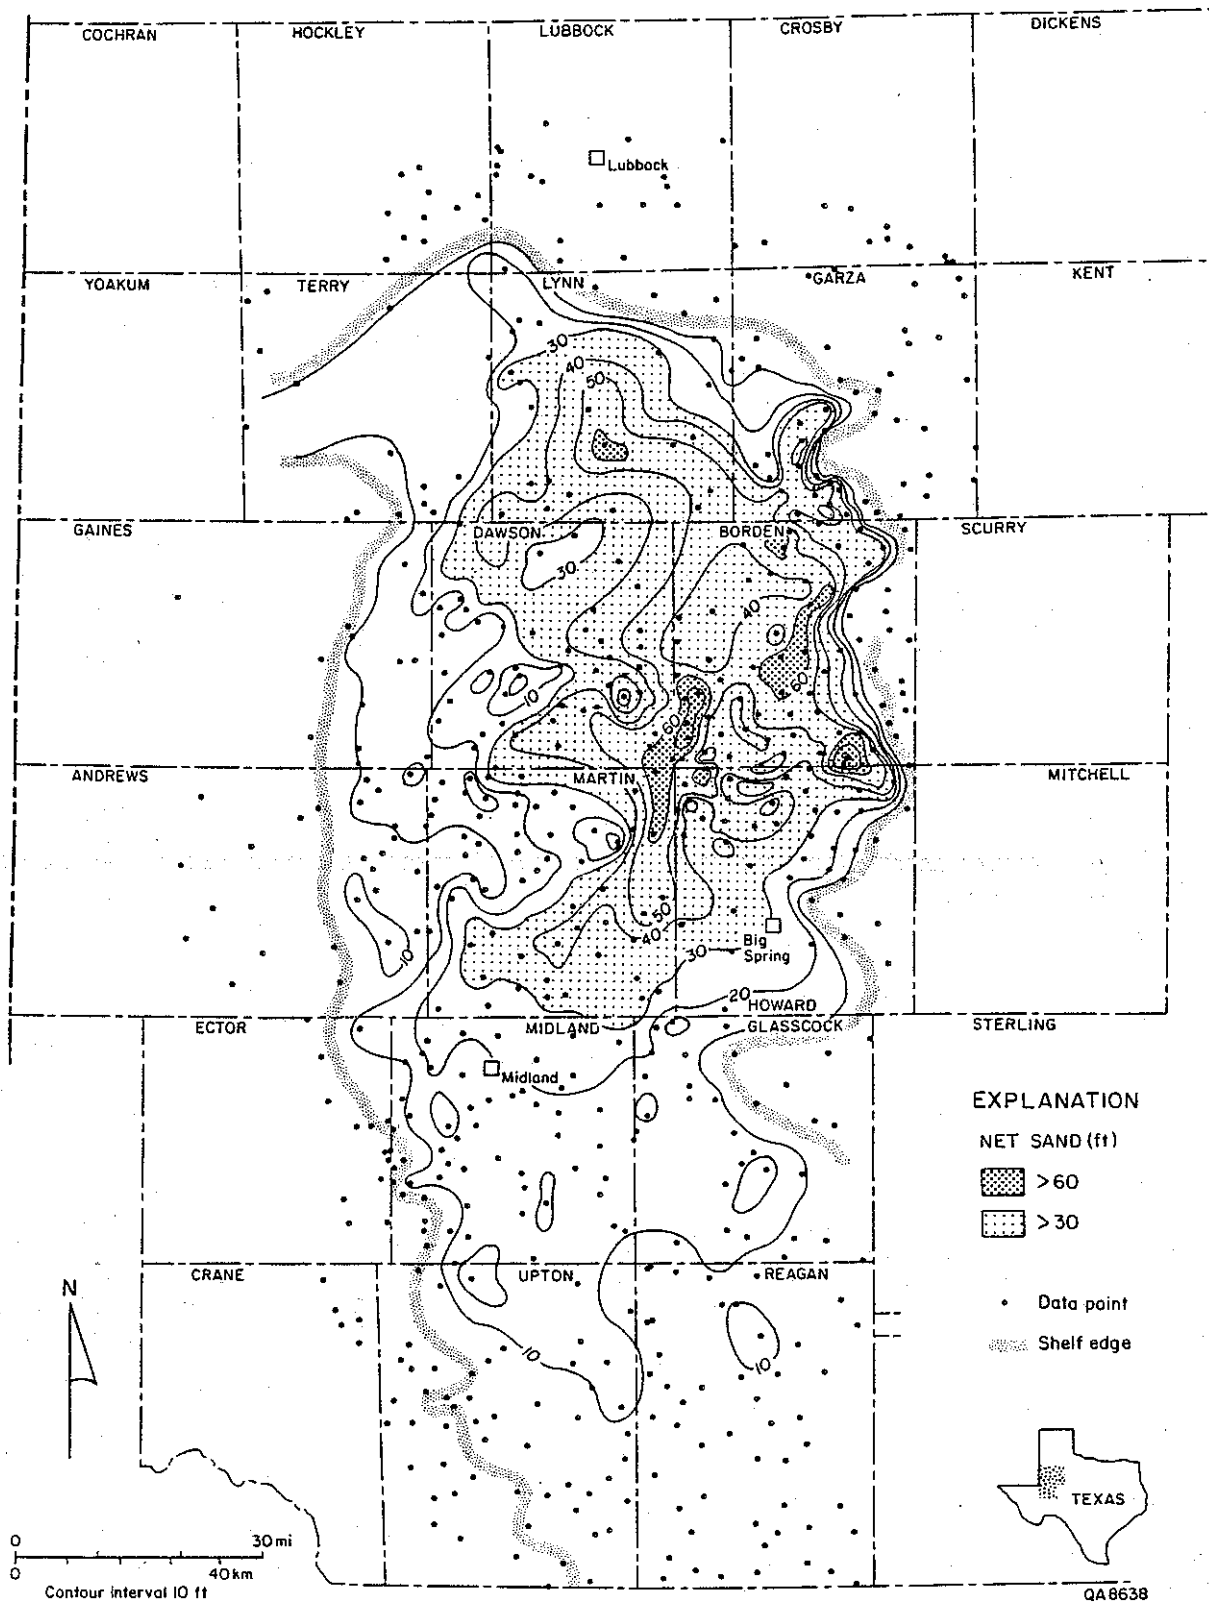 COCHRAN HOCKLEY LUBBOCK CROSBY DICKENS
Lubbock
YOAKUM TERRY LYNN GARZA KENT
30
40
50
GAINES DAWSON BORDEN SCURRY
30
40
10
60
60
ANDREWS MARTIN MITCHELL
50
40
30
Big
Spring
10
20
HOWARD
ECTOR MIDLAND GLASSCOCK STERLING
Midland
EXPLANATION
NET SAND (ft)
>60
>30
CRANE UPTON REAGAN
N
Data point
Shelf edge
10
10
TEXAS
0 30 mi
0 40 km
Contour interval 10 ft
QA8638